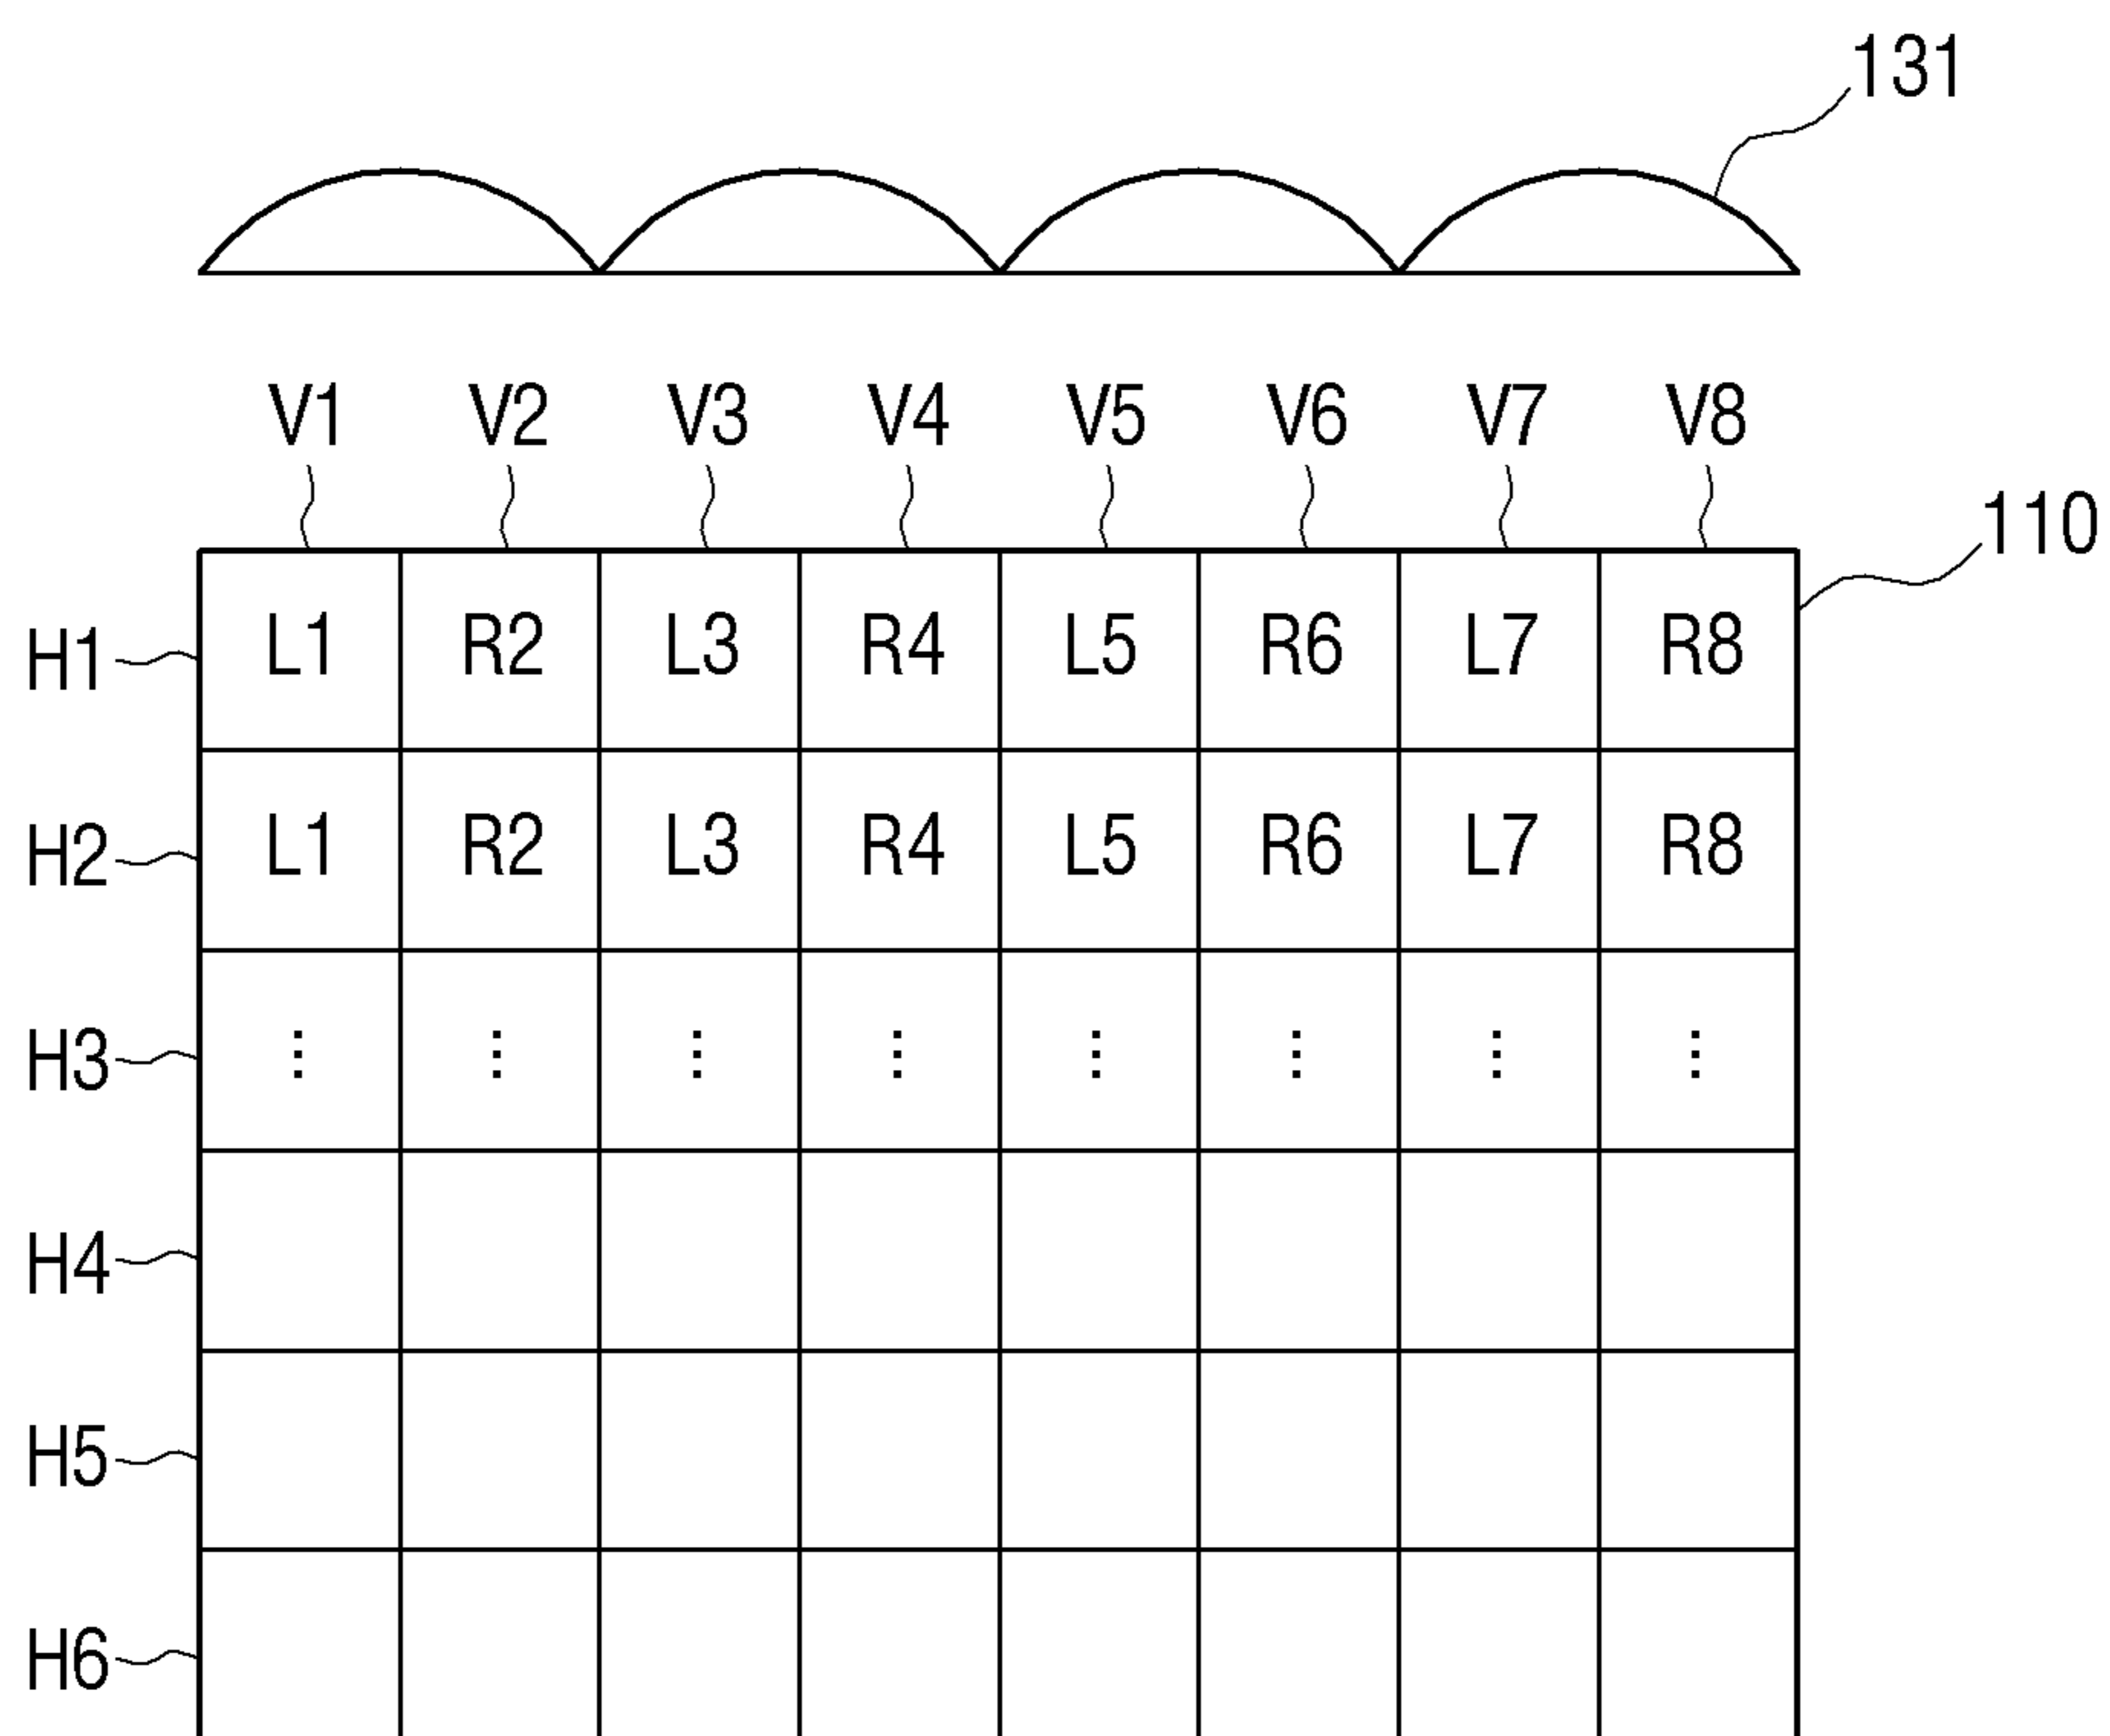 131
V1 V2 V3 V4 V5 V6 V7 V8
110
H1 L1 R2 L3 R4 L5 R6 L7 R8
H2 L1 R2 L3 R4 L5 R6 L7 R8
H3 ⋮ ⋮ ⋮ ⋮ ⋮ ⋮ ⋮ ⋮
H4
H5
H6